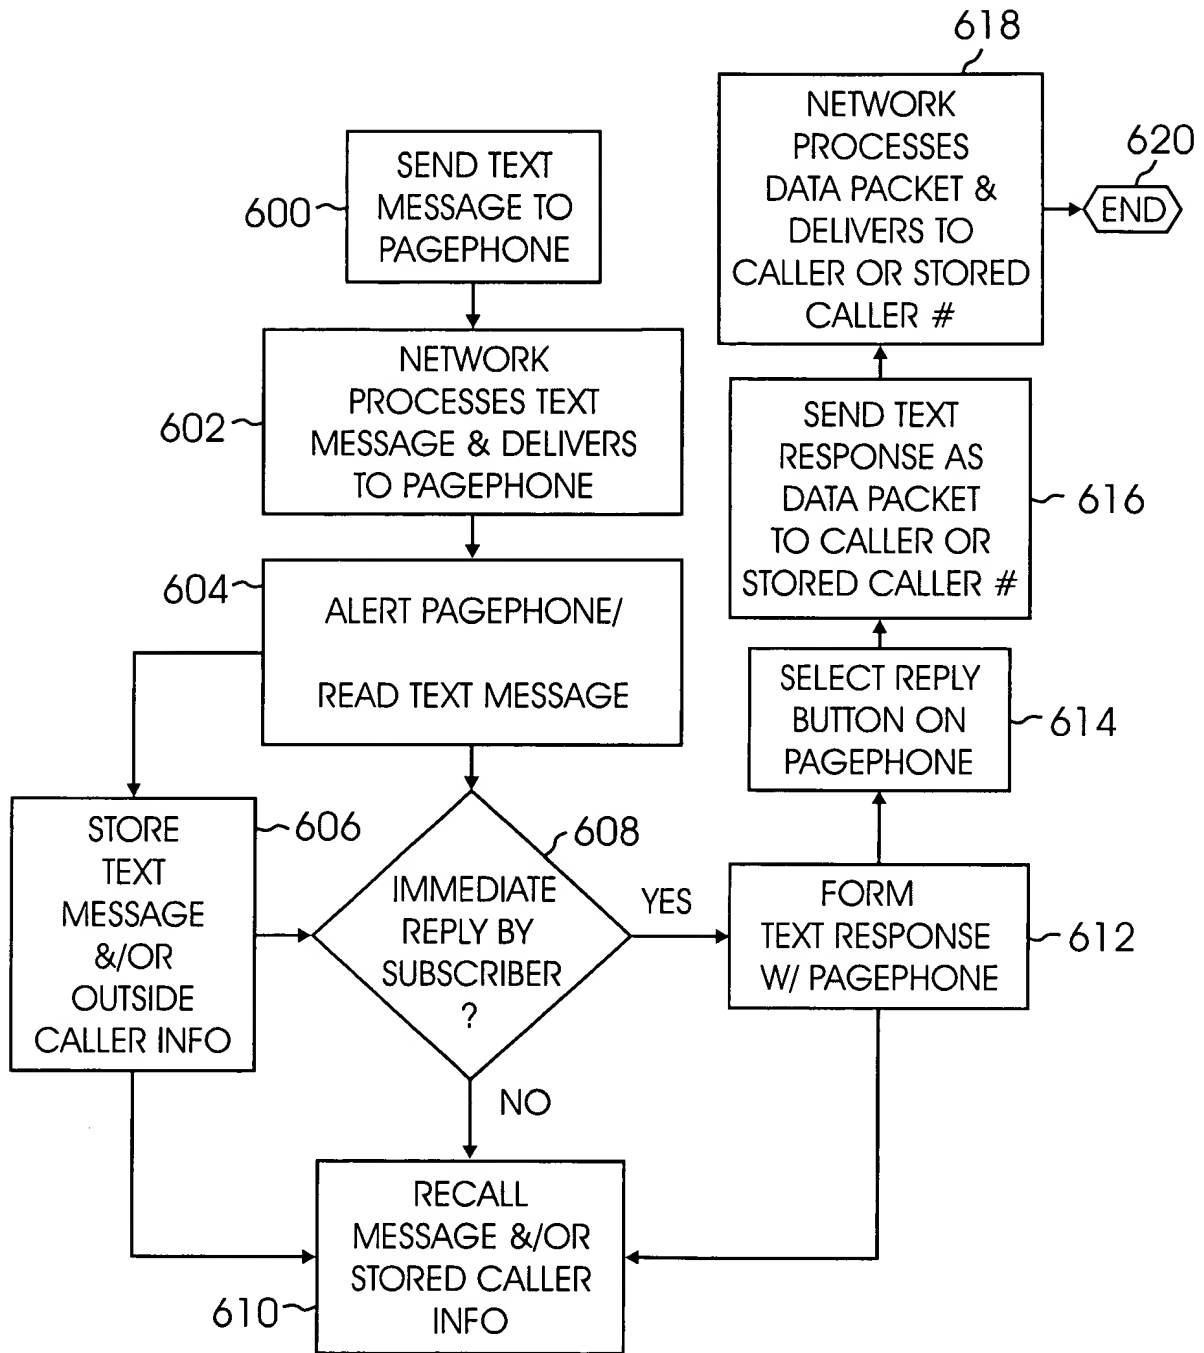 600
SEND TEXT
MESSAGE TO
PAGEPHONE
602
NETWORK
PROCESSES TEXT
MESSAGE & DELIVERS
TO PAGEPHONE
604
ALERT PAGEPHONE/
READ TEXT MESSAGE
606
STORE
TEXT
MESSAGE
&/OR
OUTSIDE
CALLER INFO
608
IMMEDIATE
REPLY BY
SUBSCRIBER
?
YES
NO
610
RECALL
MESSAGE &/OR
STORED CALLER
INFO
612
FORM
TEXT RESPONSE
W/ PAGEPHONE
614
SELECT REPLY
BUTTON ON
PAGEPHONE
616
SEND TEXT
RESPONSE AS
DATA PACKET
TO CALLER OR
STORED CALLER #
618
NETWORK
PROCESSES
DATA PACKET &
DELIVERS TO
CALLER OR STORED
CALLER #
620
END